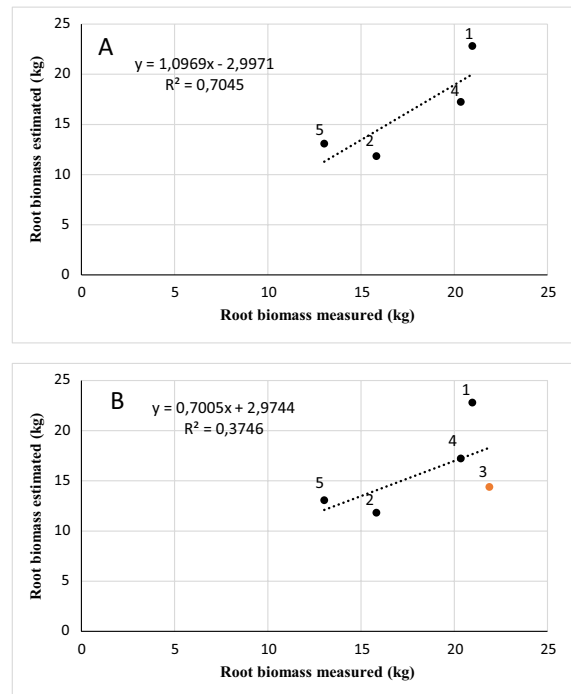 A
y = 1,0969x - 2,9971
R² = 0,7045
25
20
15
10
5
0
0 5 10 15 20 25
1
4
5
2
Root biomass estimated (kg)
Root biomass measured (kg)
B
y = 0,7005x + 2,9744
R² = 0,3746
25
20
15
10
5
0
0 5 10 15 20 25
1
4
3
5
2
Root biomass estimated (kg)
Root biomass measured (kg)